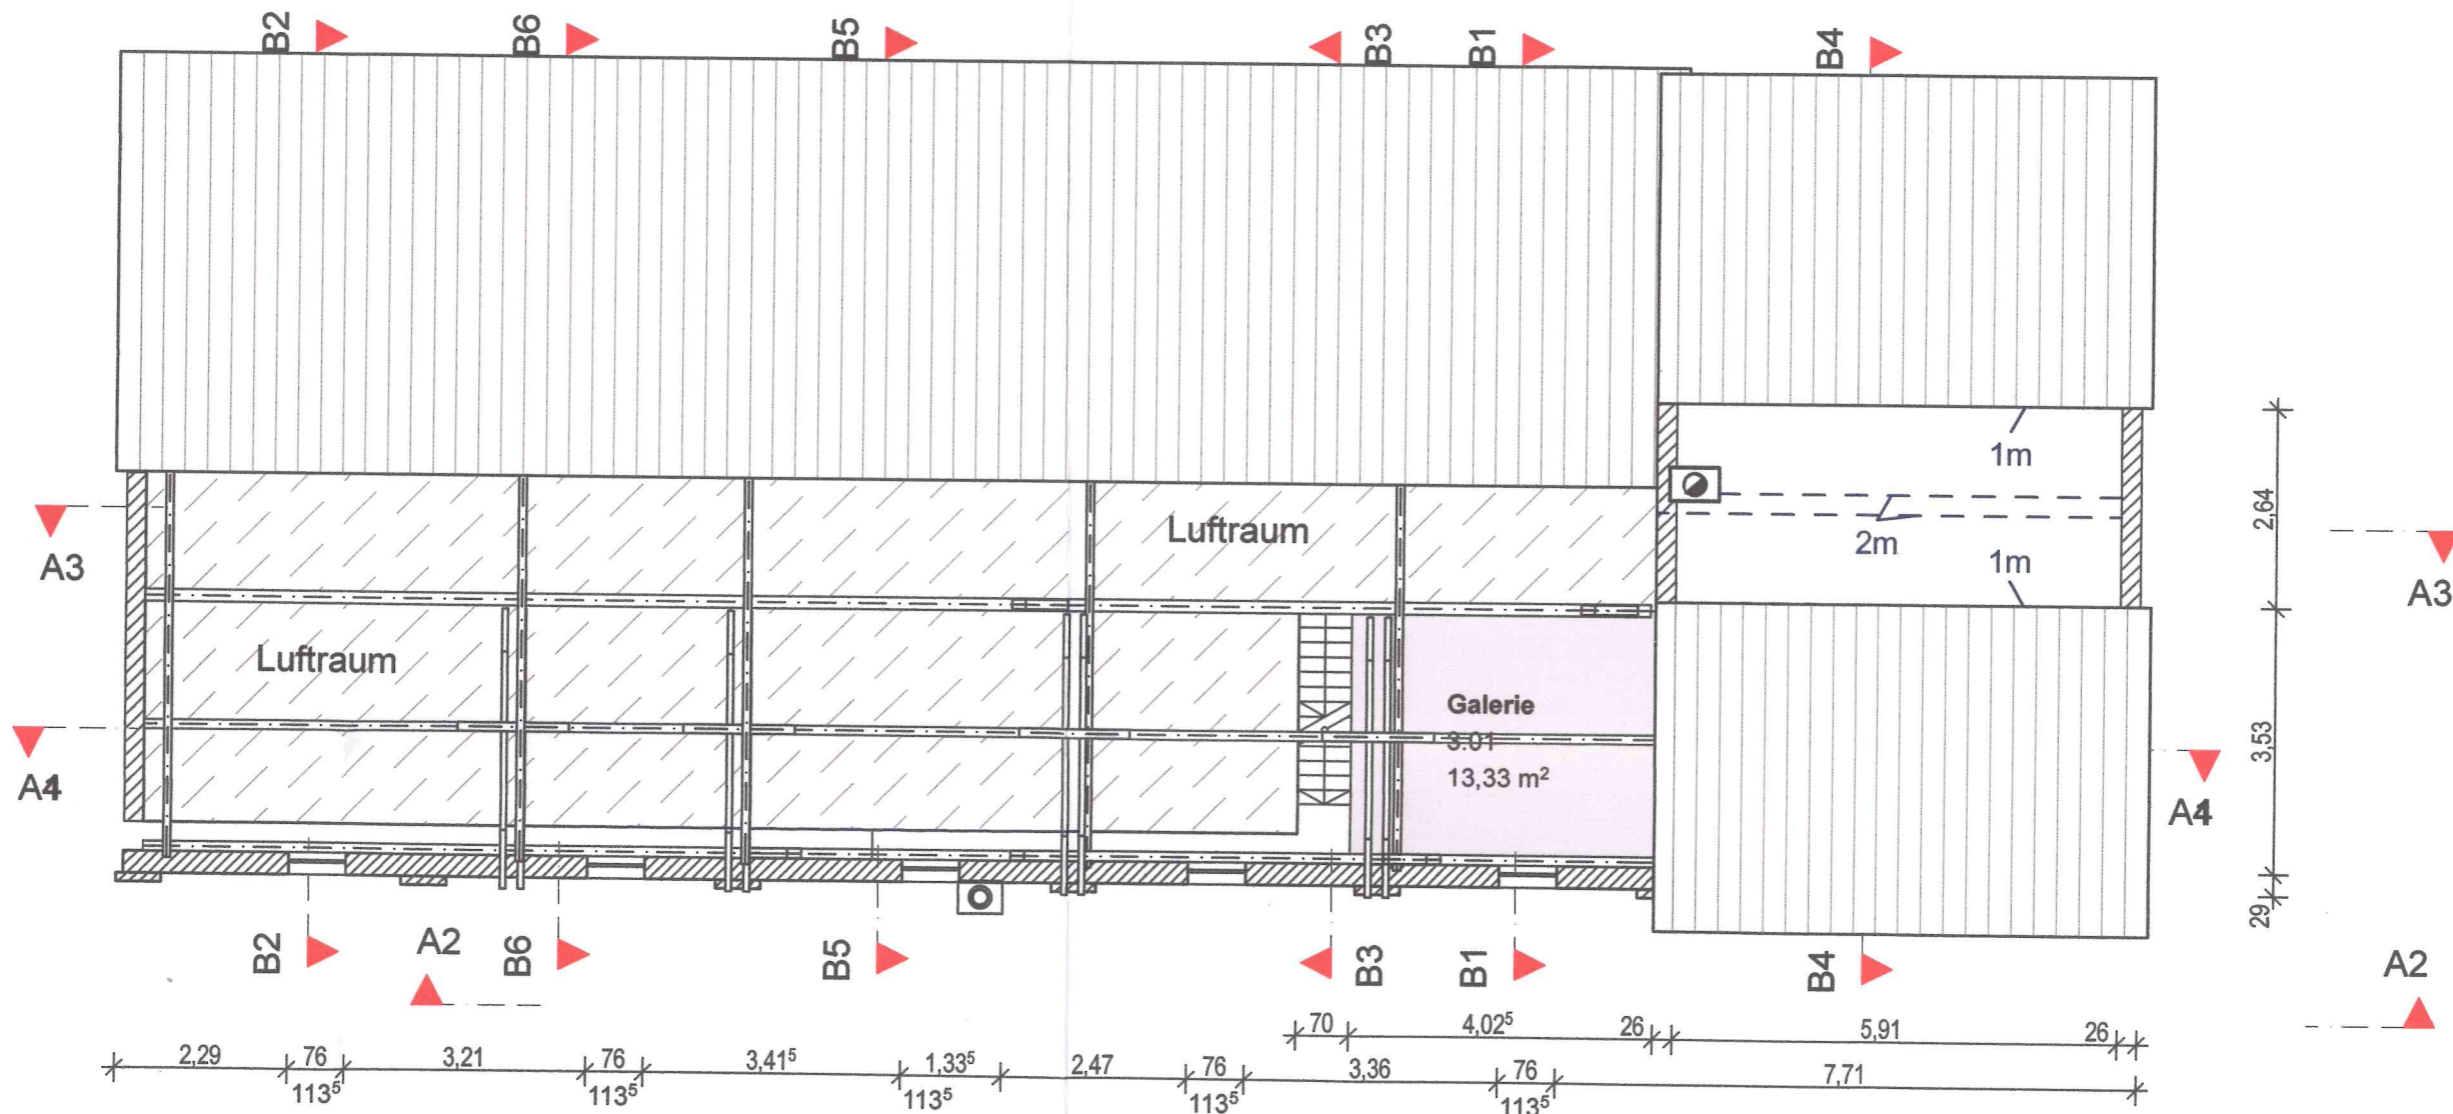 B2
B6
B5
B3
B1
B4
1m
Luftraum
2m
1m
2,64
A3
A3
Luftraum
Galerie
3.01
13,33 m²
3,53
A4
A4
29
B2
A2
B6
B5
B3
B1
B4
A2
70
4,02⁵
26
5,91
26
2,29
76
3,21
76
3,41⁵
1,33⁵
2,47
76
3,36
76
7,71
113⁵
113⁵
113⁵
113⁵
113⁵